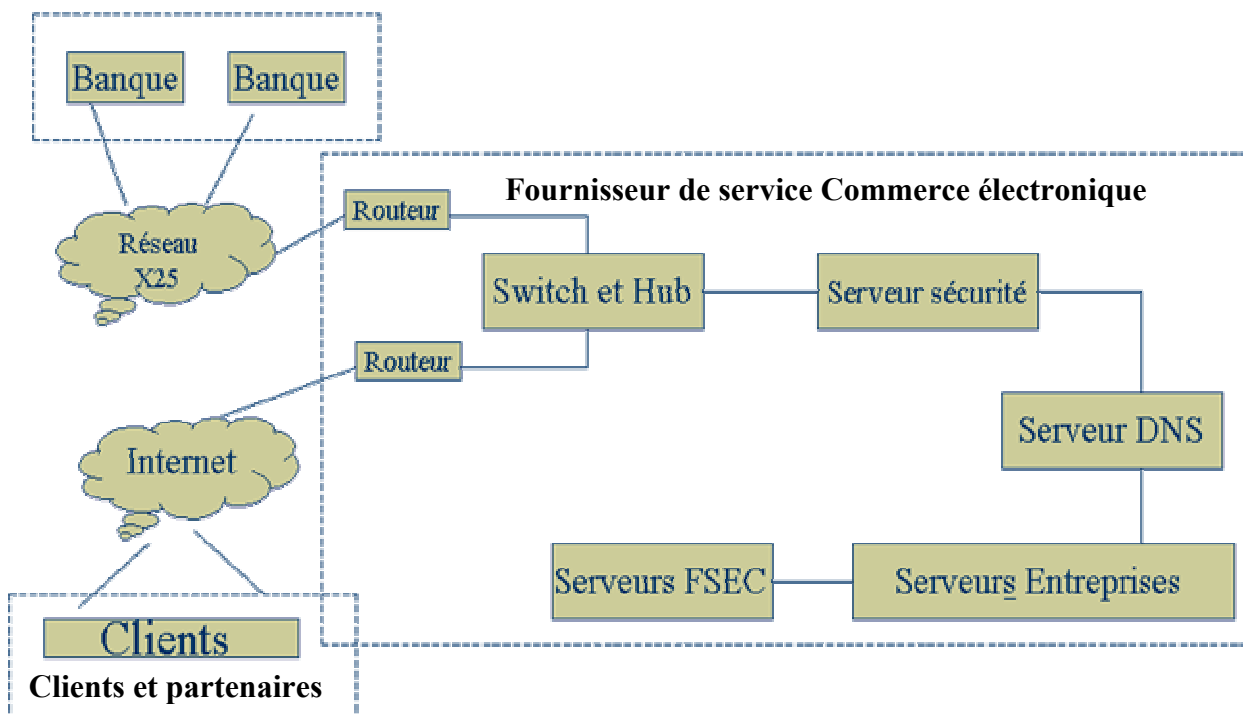 Banque
Banque
Fournisseur de service Commerce électronique
Routeur
Réseau
X25
Switch et Hub
Serveur sécurité
Routeur
Serveur DNS
Internet
Serveurs FSEC
Serveurs Entreprises
Clients
Clients et partenaires